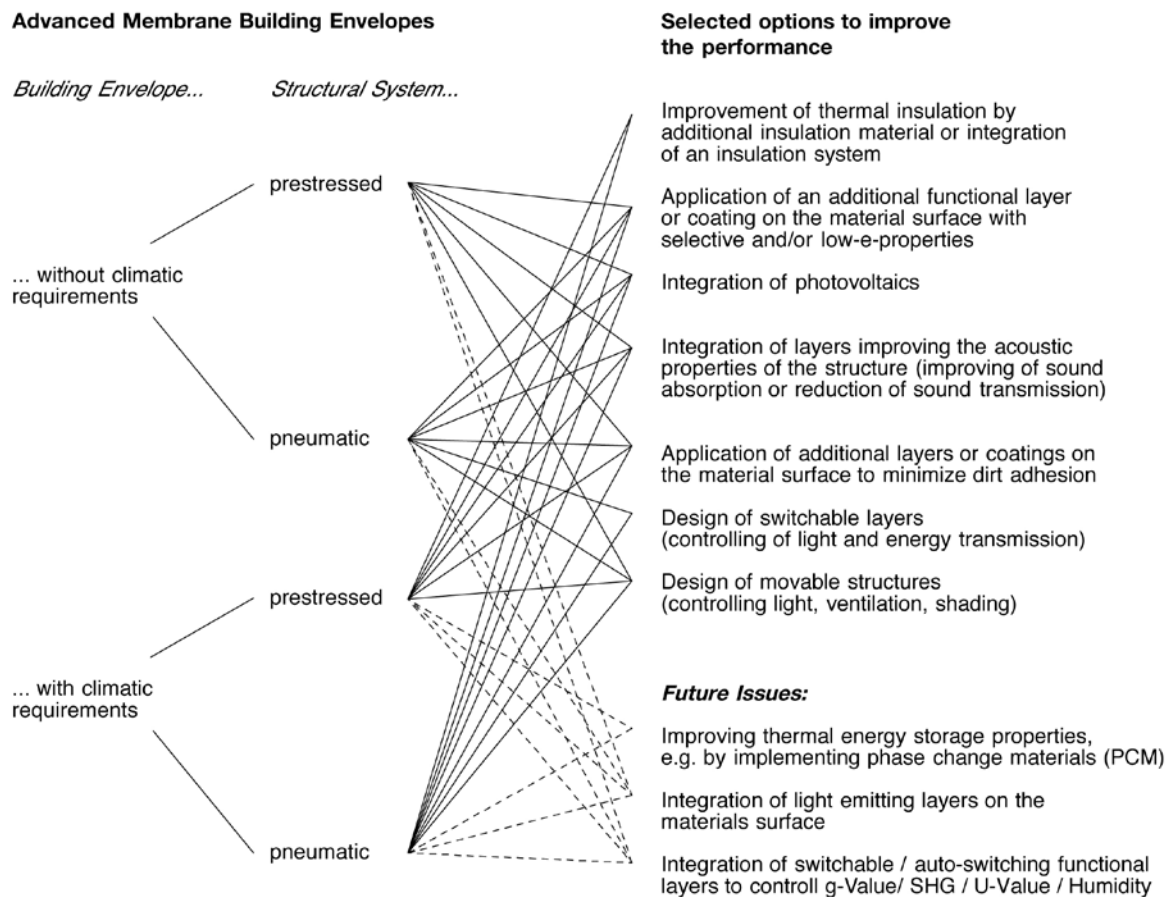 Advanced Membrane Building Envelopes
Selected options to improve
the performance
Building Envelope...
Structural System...
... without climatic
requirements
... with climatic
requirements
prestressed
pneumatic
prestressed
pneumatic
Improvement of thermal insulation by
additional insulation material or integration
of an insulation system
Application of an additional functional layer
or coating on the material surface with
selective and/or low-e-properties
Integration of photovoltaics
Integration of layers improving the acoustic
properties of the structure (improving of sound
absorption or reduction of sound transmission)
Application of additional layers or coatings on
the material surface to minimize dirt adhesion
Design of switchable layers
(controlling of light and energy transmission)
Design of movable structures
(controlling light, ventilation, shading)
Future Issues:
Improving thermal energy storage properties,
e.g. by implementing phase change materials (PCM)
Integration of light emitting layers on the
materials surface
Integration of switchable / auto-switching functional
layers to controll g-Value/ SHG / U-Value / Humidity